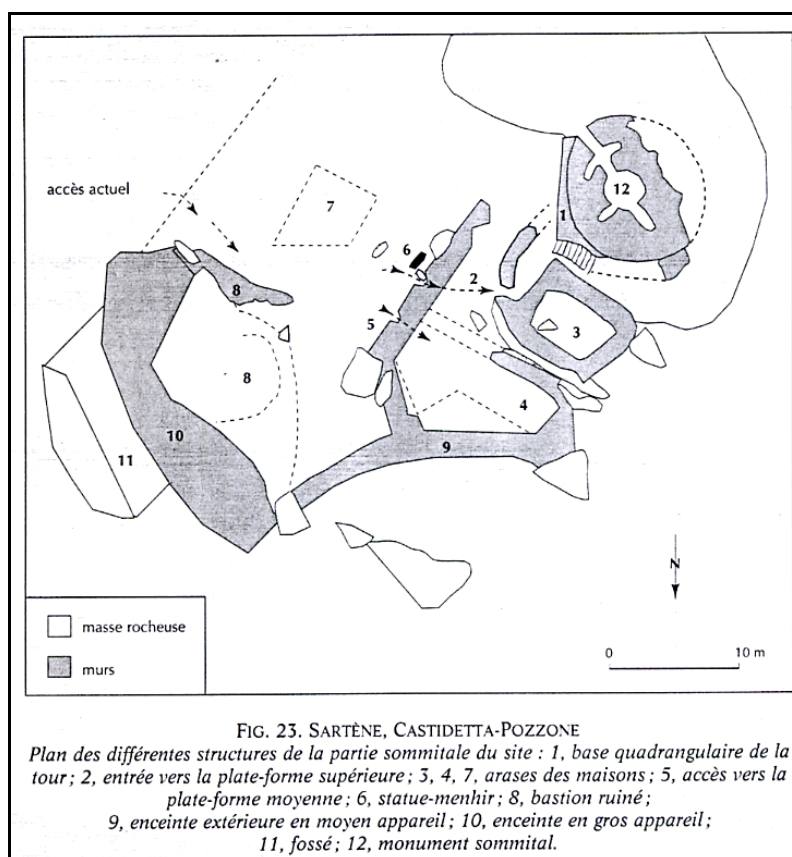 accès actuel
7
12
1
6
2
8
5
3
8
4
10
9
11
N
masse rocheuse
murs
0 10 m
FIG. 23. SARTÈNE, CASTIDETTA-POZZONE
Plan des différentes structures de la partie sommitale du site : 1, base quadrangulaire de la
tour ; 2, entrée vers la plate-forme supérieure ; 3, 4, 7, arases des maisons ; 5, accès vers la
plate-forme moyenne ; 6, statue-menhir ; 8, bastion ruiné ;
9, enceinte extérieure en moyen appareil ; 10, enceinte en gros appareil ;
11, fossé ; 12, monument sommital.